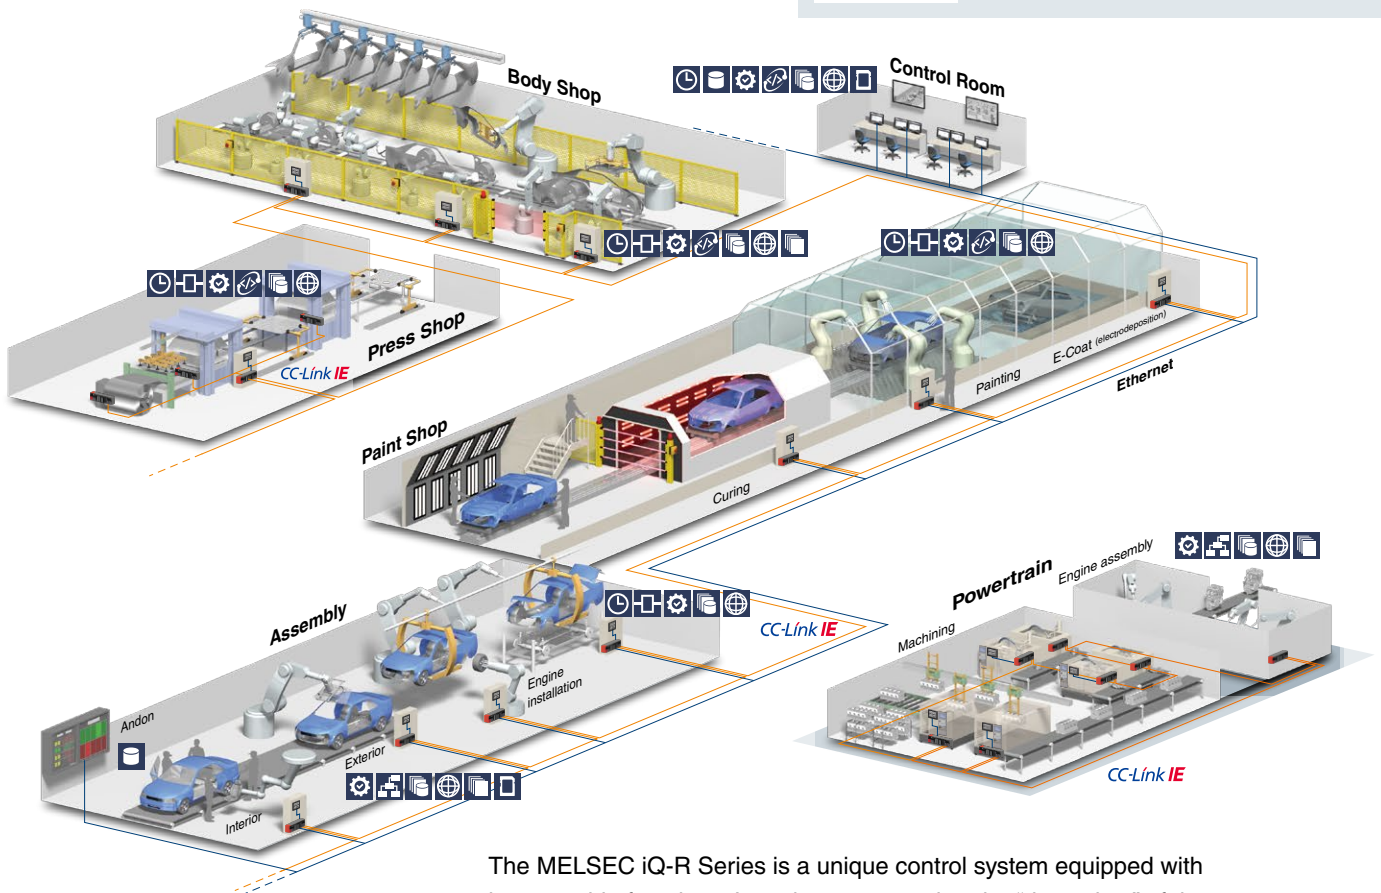 Body Shop
Control Room
Press Shop
CC-Link IE
E-Coat (electrodeposition)
Painting
Ethernet
Paint Shop
Curing
Engine assembly
Powertrain
Assembly
CC-Link IE
Machining
Engine
installation
Andon
Exterior
CC-Link IE
Interior
The MELSEC iQ-R Series is a unique control system equipped with